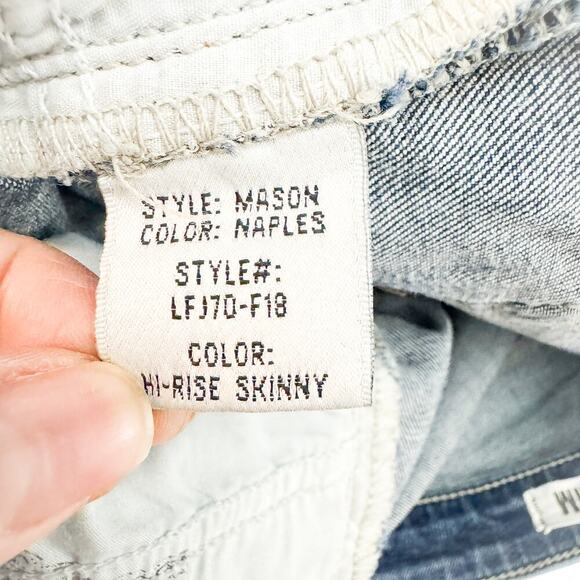 STYLE: MASON
COLOR: NAPLES
STYLE#:
LFJ70-F18
COLOR:
HI-RISE SKINNY